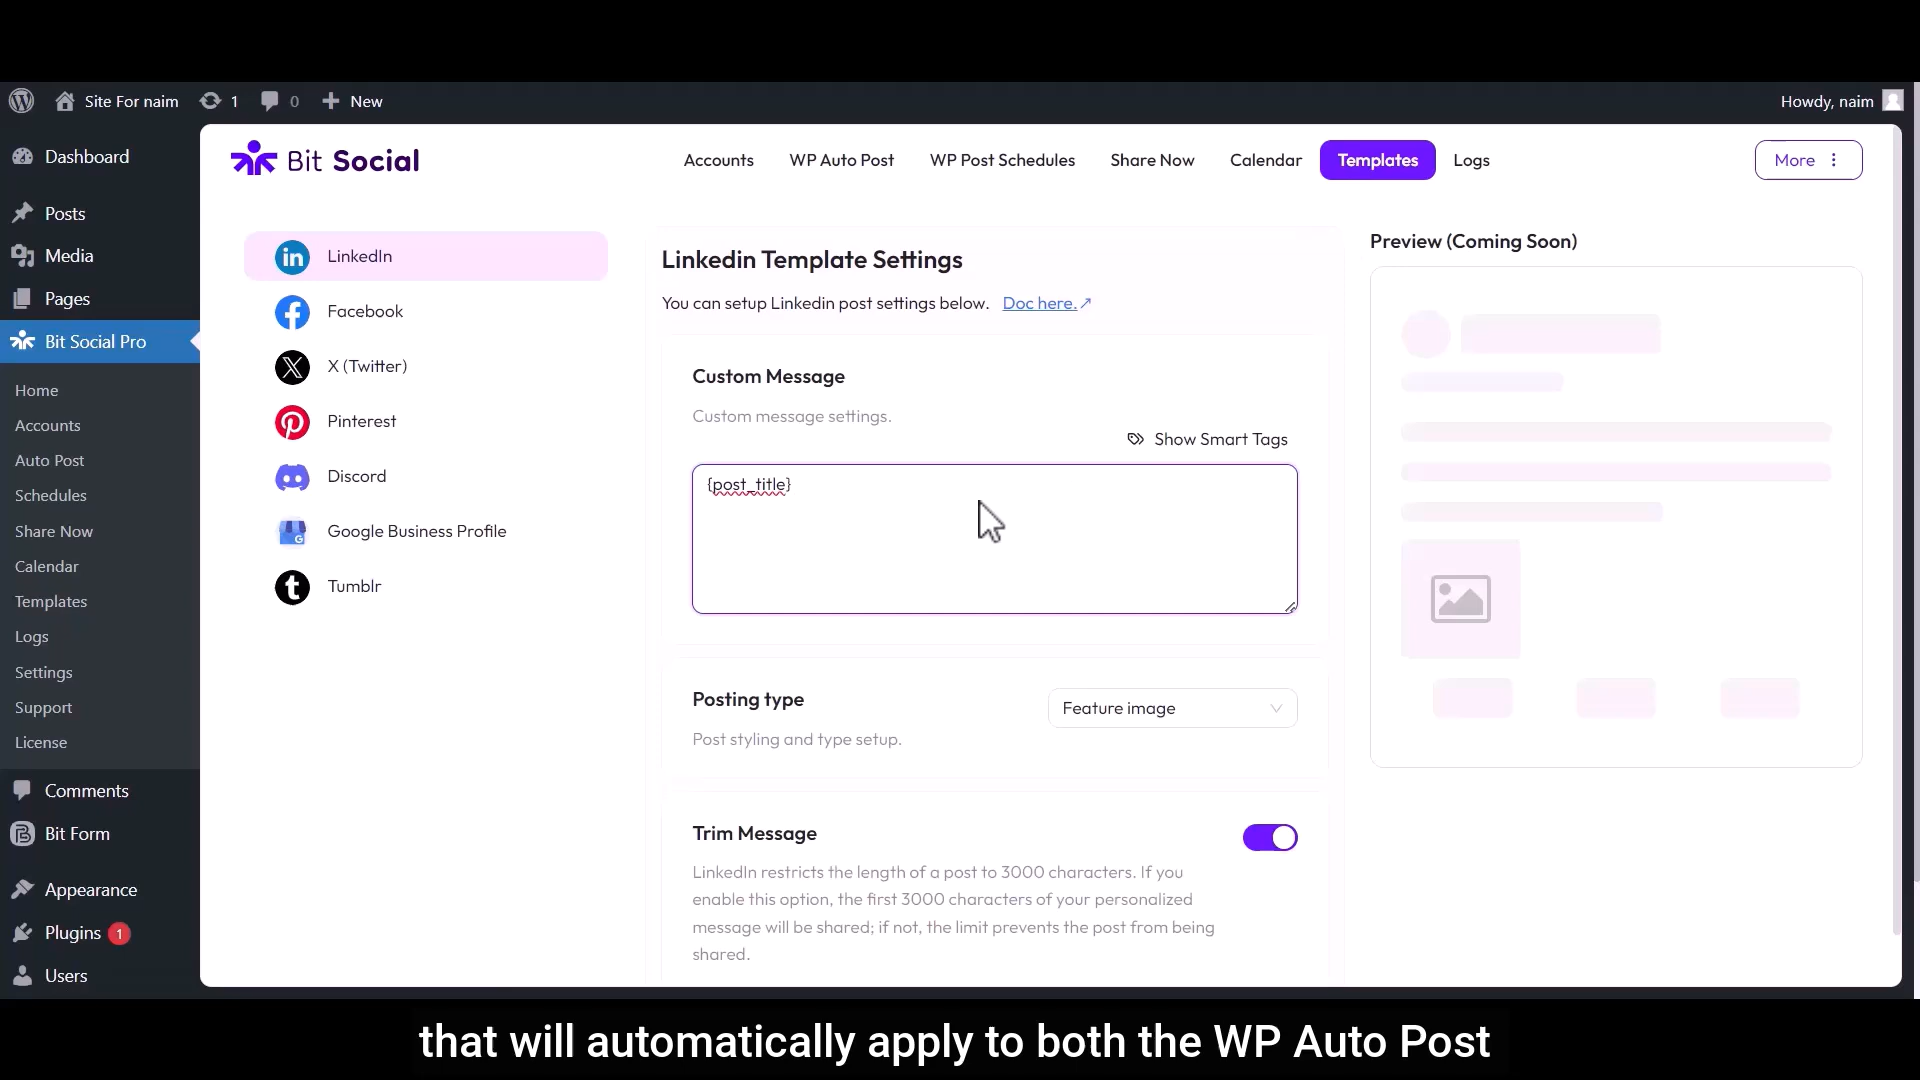 Site For naim
1
0
New
Howdy, naim
Dashboard
Posts
Media
Pages
Bit Social Pro
Home
Accounts
Auto Post
Schedules
Share Now
Calendar
Templates
Logs
Settings
Support
License
Comments
Bit Form
Appearance
Plugins 1
Users
Bit Social
Accounts
WP Auto Post
WP Post Schedules
Share Now
Calendar
Templates
Logs
More
LinkedIn
Facebook
X (Twitter)
Pinterest
Discord
Google Business Profile
Tumblr
Linkedin Template Settings
You can setup Linkedin post settings below. Doc here.
Custom Message
Custom message settings.
Show Smart Tags
{post_title}
Posting type
Feature image
Post styling and type setup.
Trim Message
LinkedIn restricts the length of a post to 3000 characters. If you
enable this option, the first 3000 characters of your personalized
message will be shared; if not, the limit prevents the post from being
shared.
Preview (Coming Soon)
that will automatically apply to both the WP Auto Post